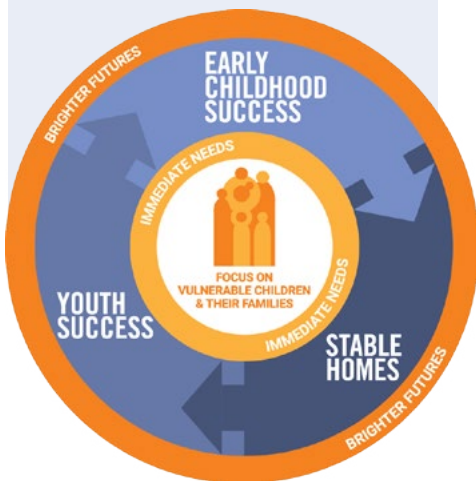 BRIGHTER FUTURES
EARLY
CHILDHOOD
SUCCESS
IMMEDIATE NEEDS
FOCUS ON
VULNERABLE CHILDREN
& THEIR FAMILIES
IMMEDIATE NEEDS
YOUTH
SUCCESS
STABLE
HOMES
BRIGHTER FUTURES